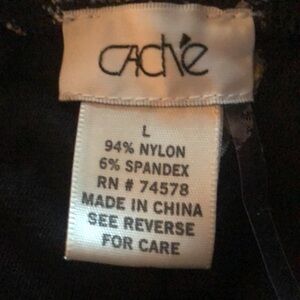 CACHé
L
94% NYLON
6% SPANDEX
RN # 74578
MADE IN CHINA
SEE REVERSE
FOR CARE